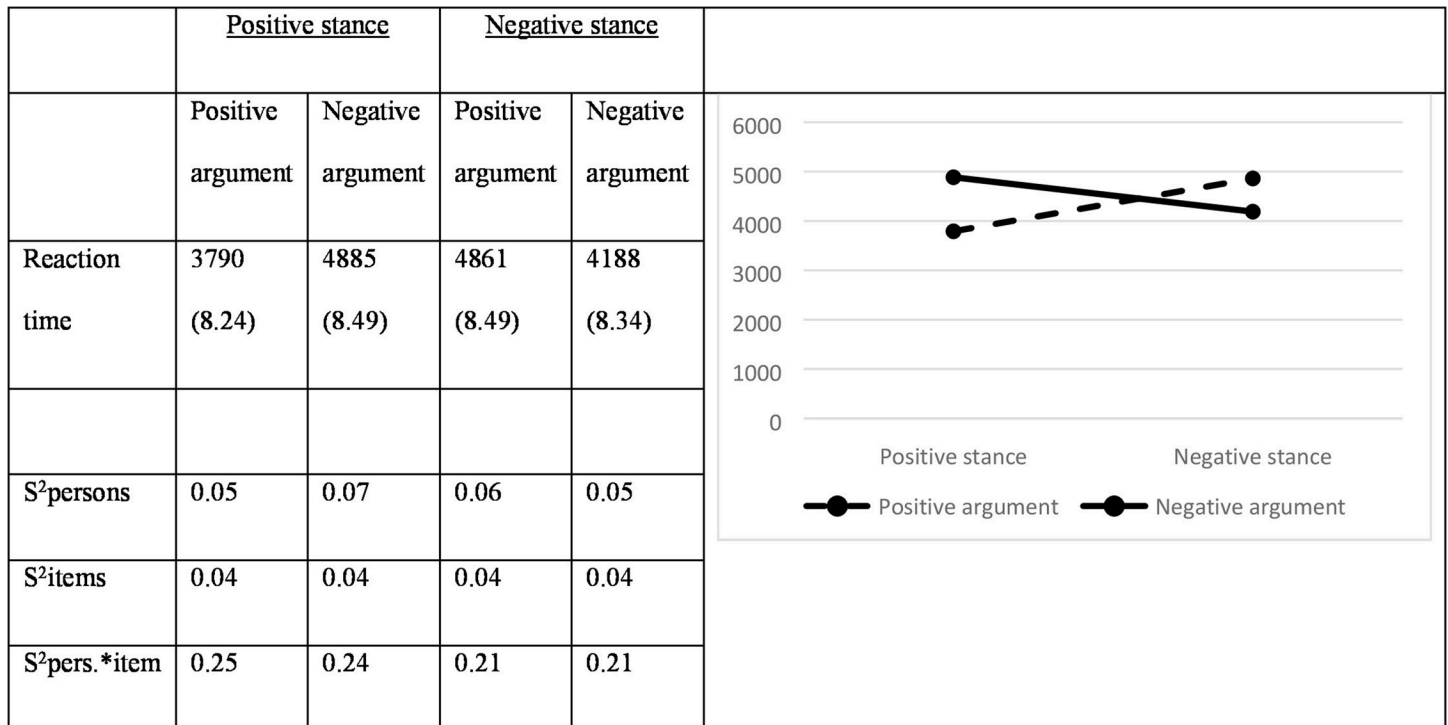 Positive stance Negative stance
Positive Negative Positive Negative
argument argument argument argument
Reaction 3790 4885 4861 4188
time (8.24) (8.49) (8.49) (8.34)
S²persons 0.05 0.07 0.06 0.05
S²items 0.04 0.04 0.04 0.04
S²pers.*item 0.25 0.24 0.21 0.21
6000
5000
4000
3000
2000
1000
0
Positive stance Negative stance
Positive argument Negative argument